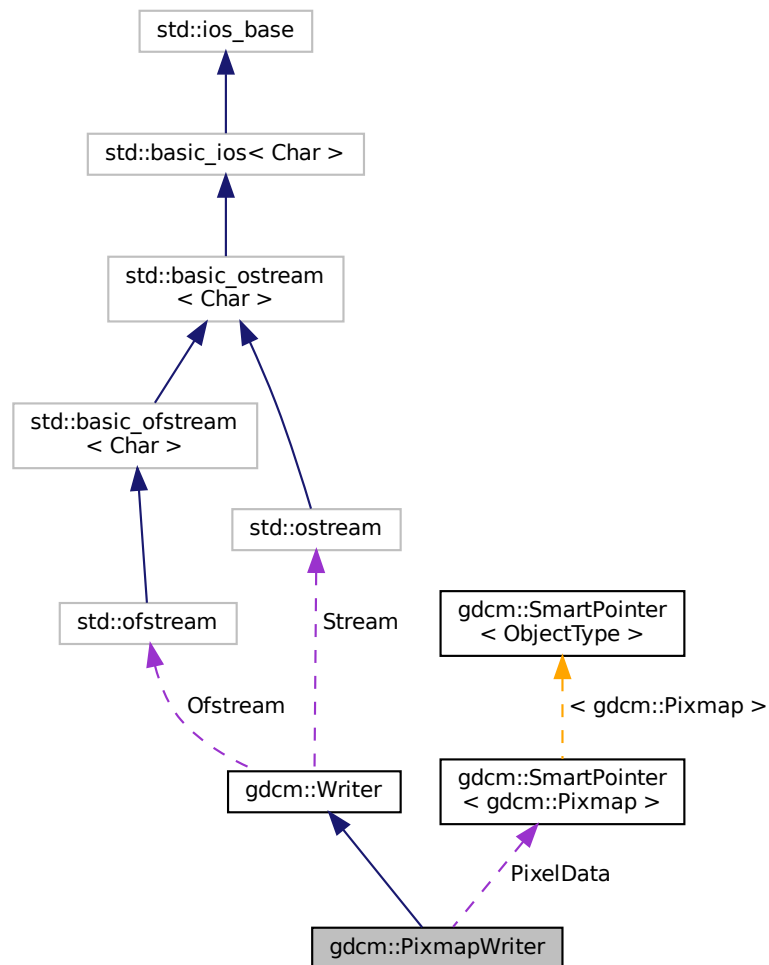 std::ios_base
std::basic_ios< Char >
std::basic_ostream
< Char >
std::basic_ofstream
< Char >
std::ostream
std::ofstream
Stream
gdcm::SmartPointer
< ObjectType >
Ofstream
< gdcm::Pixmap >
gdcm::Writer
gdcm::SmartPointer
< gdcm::Pixmap >
PixelData
gdcm::PixmapWriter